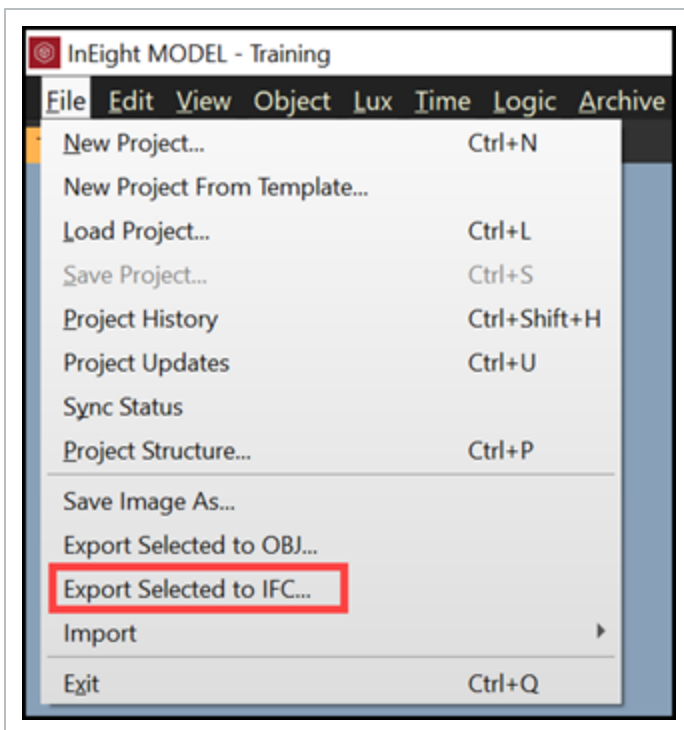 InEight MODEL - Training
File Edit View Object Lux Time Logic Archive
New Project... Ctrl+N
New Project From Template...
Load Project... Ctrl+L
Save Project... Ctrl+S
Project History Ctrl+Shift+H
Project Updates Ctrl+U
Sync Status
Project Structure... Ctrl+P
Save Image As...
Export Selected to OBJ...
Export Selected to IFC...
Import
Exit Ctrl+Q